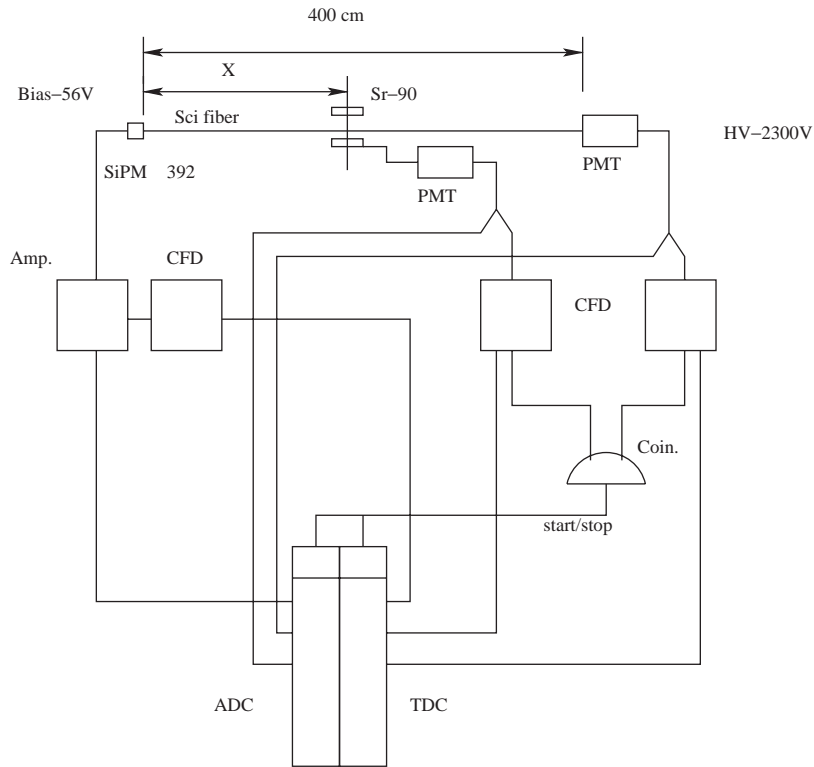 400 cm
X
Bias−56V
Sr−90
Sci fiber
HV−2300V
SiPM 392
PMT
PMT
Amp.
CFD
CFD
Coin.
start/stop
ADC
TDC